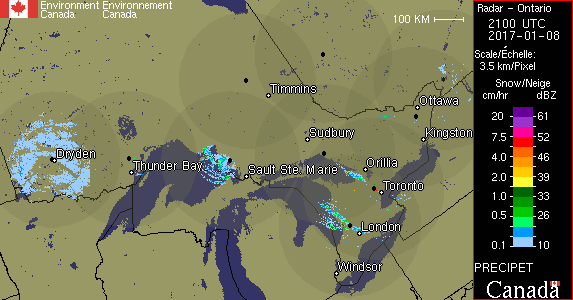 Environment Environnement
Canada Canada
100 KM
Timmins
Ottawa
Sudbury
Kingston
Dryden
Thunder Bay
Sault Ste. Marie
Orillia
Toronto
London
Windsor
Radar - Ontario
2100 UTC
2017-01-08
Scale/Échelle:
3.5 km/Pixel
Snow/Neige
cm/hr dBZ
20 61
7.5 52
4.0 46
2.0 39
1.0 33
0.5 26
0.1 10
PRECIPET
Canada